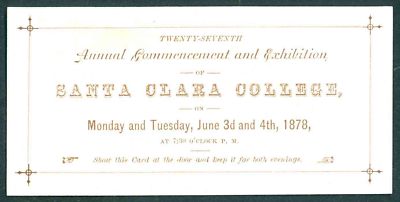 TWENTY-SEVENTH
Annual Commencement and Exhibition
OF
SANTA CLARA COLLEGE,
ON
Monday and Tuesday, June 3d and 4th, 1878,
AT 7:30 O'CLOCK P. M.
Show this Card at the door and keep it for both evenings.